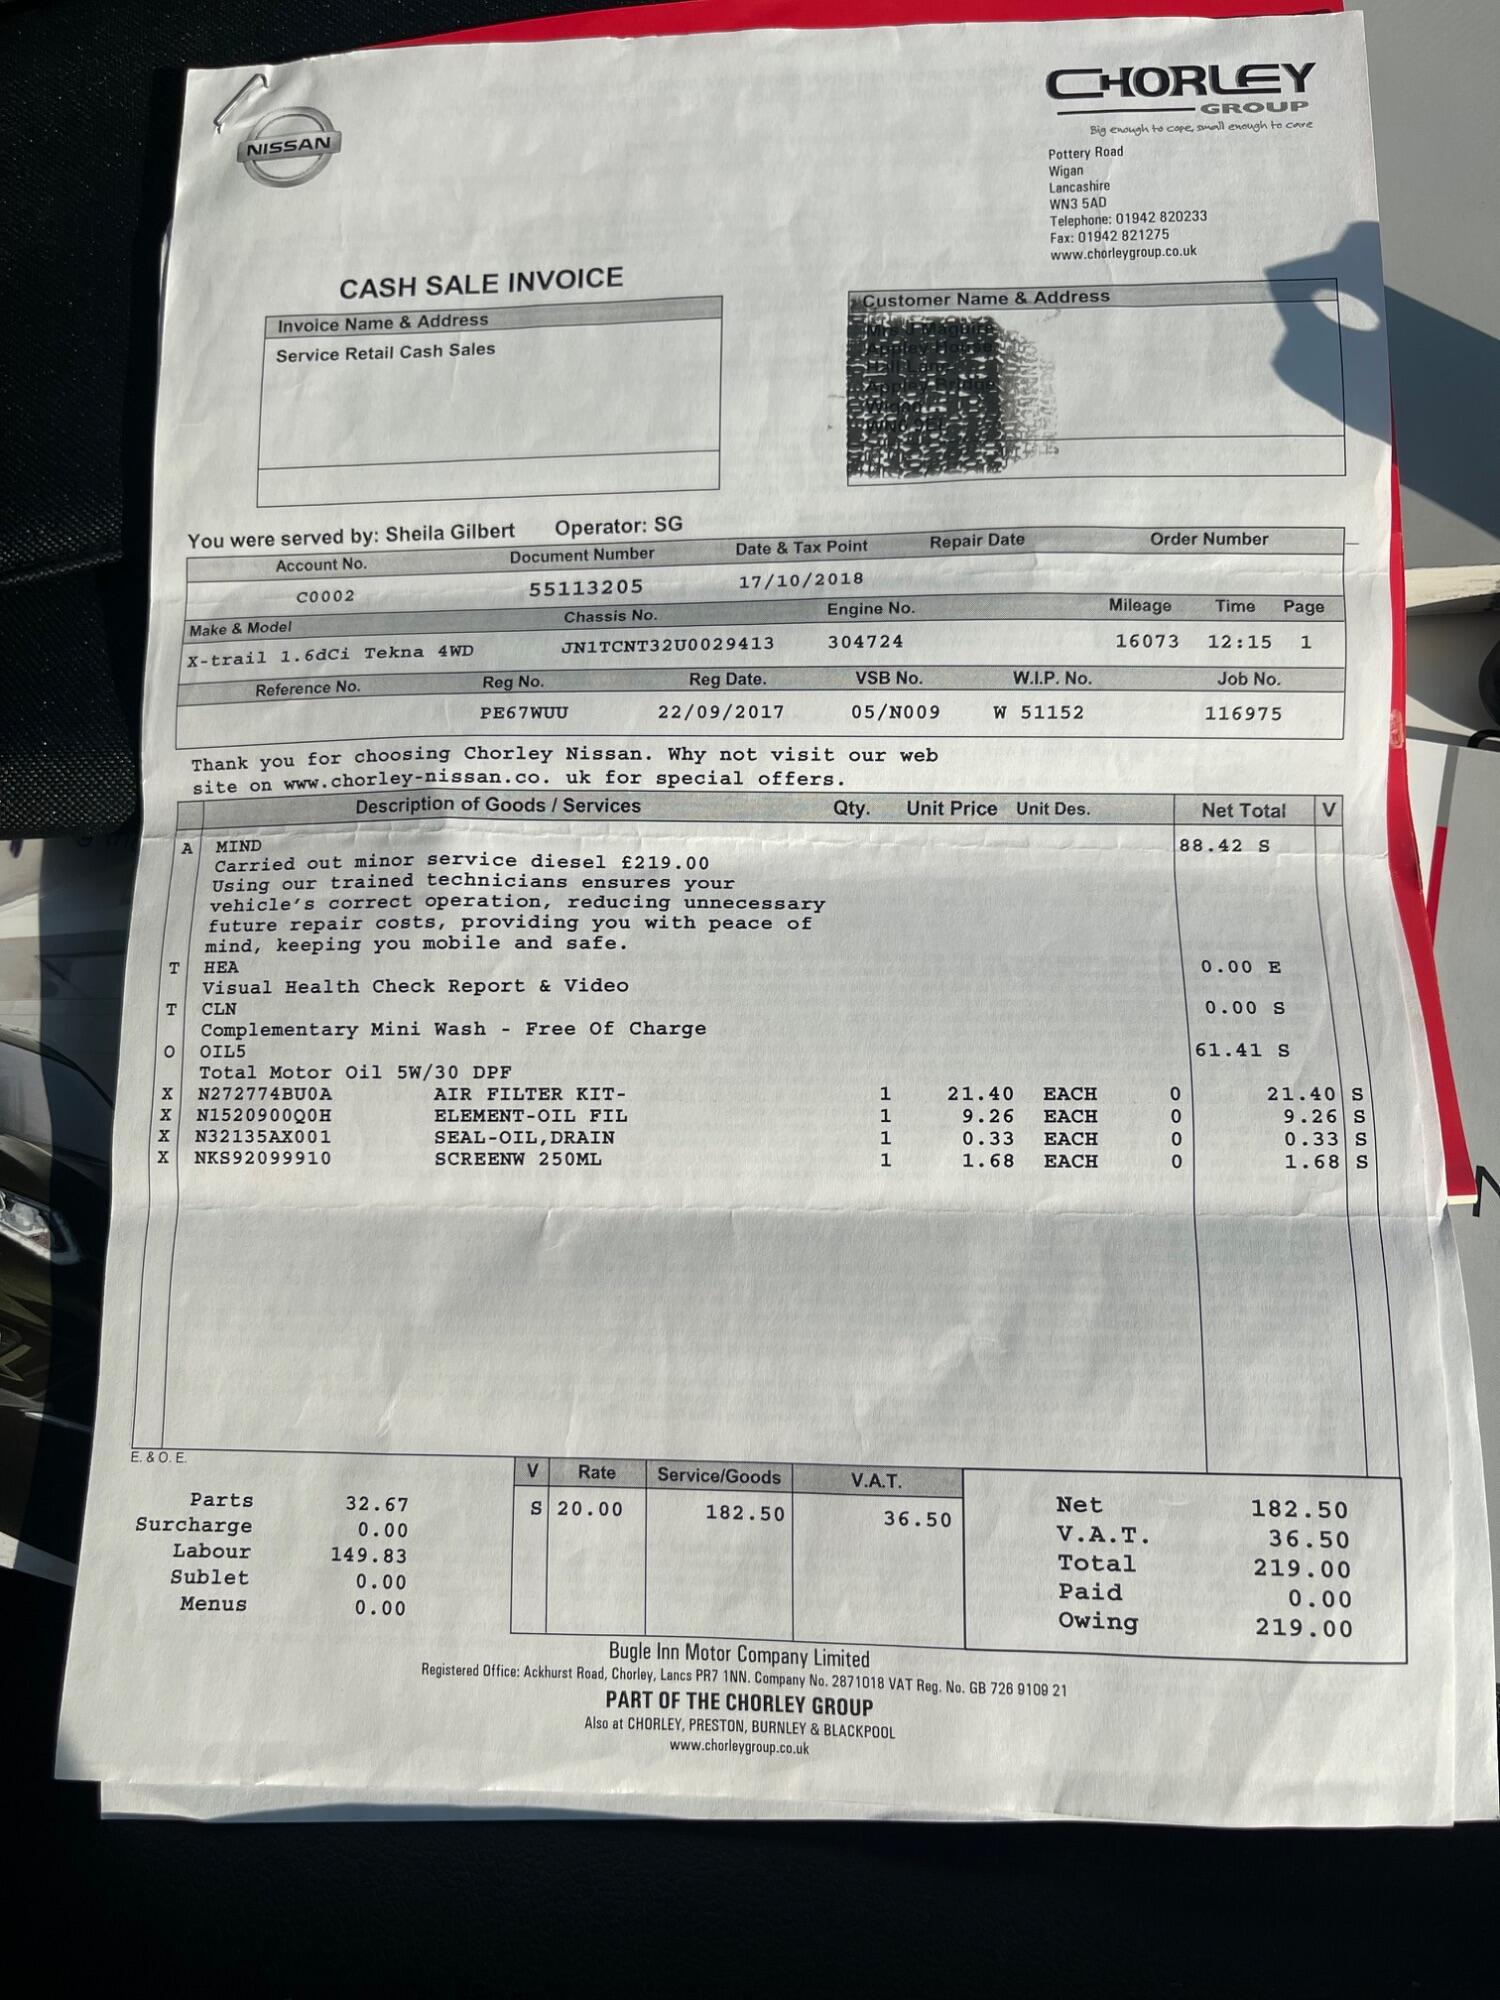 NISSAN
CHORLEY
GROUP
Big enough to cope, small enough to care
Pottery Road
Wigan
Lancashire
WN3 5AD
Telephone: 01942 820233
Fax: 01942 821275
www.chorleygroup.co.uk
CASH SALE INVOICE
Invoice Name & Address
Service Retail Cash Sales
Customer Name & Address
You were served by: Sheila Gilbert Operator: SG
Account No. Document Number Date & Tax Point Repair Date Order Number
C0002 55113205 17/10/2018
Make & Model Chassis No. Engine No. Mileage Time Page
X-trail 1.6dCi Tekna 4WD JN1TCNT32U0029413 304724 16073 12:15 1
Reference No. Reg No. Reg Date. VSB No. W.I.P. No. Job No.
PE67WUU 22/09/2017 05/N009 W 51152 116975
Thank you for choosing Chorley Nissan. Why not visit our web
site on www.chorley-nissan.co. uk for special offers.
Description of Goods / Services Qty. Unit Price Unit Des. Net Total V
A MIND 88.42 S
Carried out minor service diesel £219.00
Using our trained technicians ensures your
vehicle's correct operation, reducing unnecessary
future repair costs, providing you with peace of
mind, keeping you mobile and safe.
T HEA 0.00 E
Visual Health Check Report & Video
T CLN 0.00 S
Complementary Mini Wash - Free Of Charge
O OIL5 61.41 S
Total Motor Oil 5W/30 DPF
X N272774BU0A AIR FILTER KIT- 1 21.40 EACH 0 21.40 S
X N1520900Q0H ELEMENT-OIL FIL 1 9.26 EACH 0 9.26 S
X N32135AX001 SEAL-OIL,DRAIN 1 0.33 EACH 0 0.33 S
X NKS92099910 SCREENW 250ML 1 1.68 EACH 0 1.68 S
E. & O. E.
Parts 32.67
Surcharge 0.00
Labour 149.83
Sublet 0.00
Menus 0.00
V Rate Service/Goods V.A.T.
S 20.00 182.50 36.50
Net 182.50
V.A.T. 36.50
Total 219.00
Paid 0.00
Owing 219.00
Bugle Inn Motor Company Limited
Registered Office: Ackhurst Road, Chorley, Lancs PR7 1NN. Company No. 2871018 VAT Reg. No. GB 726 9109 21
PART OF THE CHORLEY GROUP
Also at CHORLEY, PRESTON, BURNLEY & BLACKPOOL
www.chorleygroup.co.uk